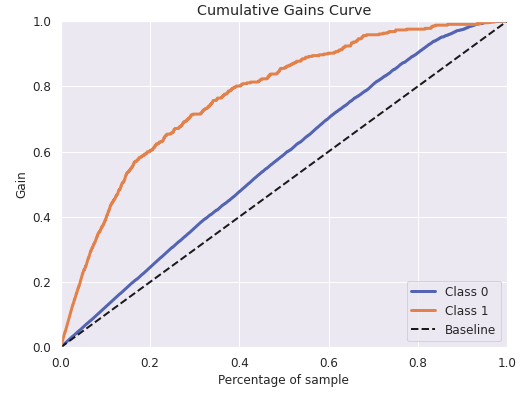 Cumulative Gains Curve
1.0
0.8
0.6
0.4
0.2
0.0
Gain
0.0 0.2 0.4 0.6 0.8 1.0
Percentage of sample
Class 0
Class 1
Baseline